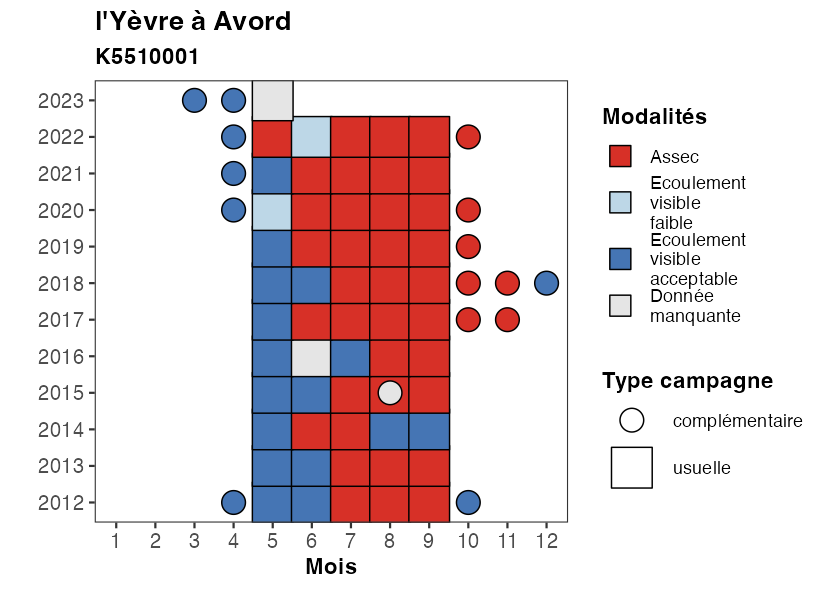 l'Yèvre à Avord
K5510001
2023
2022
2021
2020
2019
2018
2017
2016
2015
2014
2013
2012
1 2 3 4 5 6 7 8 9 10 11 12
Mois
Modalités
Assec
Ecoulement
visible
faible
Ecoulement
visible
acceptable
Donnée
manquante
Type campagne
complémentaire
usuelle